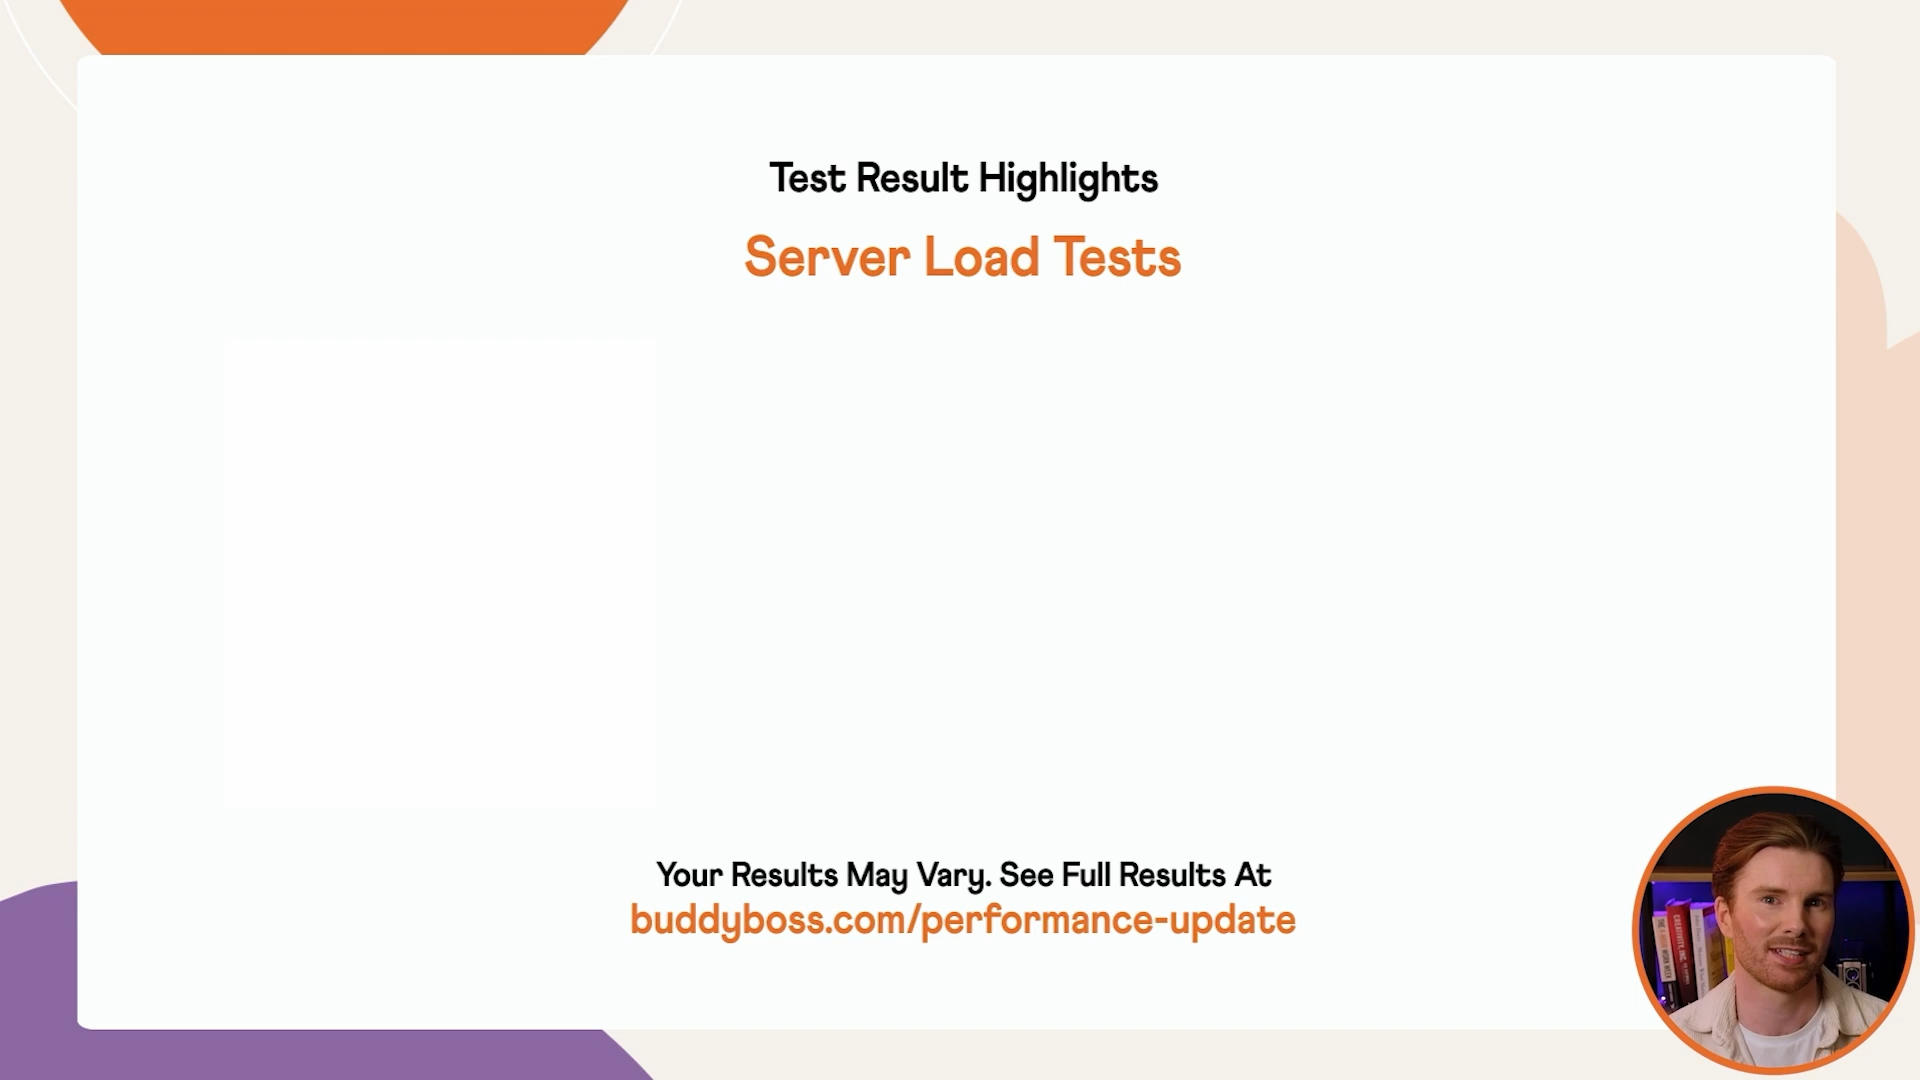 Test Result Highlights
Server Load Tests
Your Results May Vary. See Full Results At
buddyboss.com/performance-update